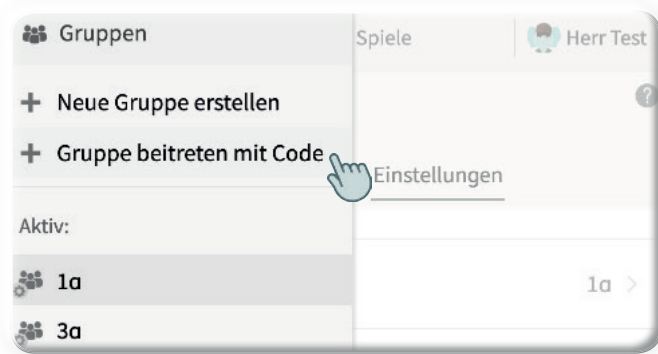 Gruppen
Spiele
Herr Test
+ Neue Gruppe erstellen
?
+ Gruppe beitreten mit Code
Einstellungen
Aktiv:
1a
1a >
3a